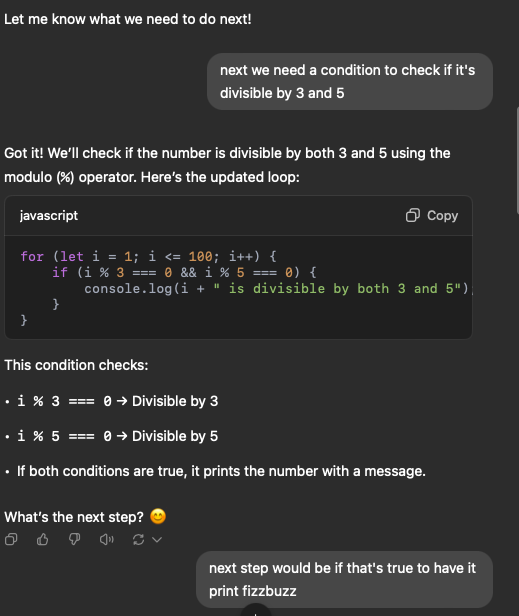 Let me know what we need to do next!
next we need a condition to check if it's
divisible by 3 and 5
Got it! We’ll check if the number is divisible by both 3 and 5 using the
modulo (%) operator. Here’s the updated loop:
javascript
Copy
for (let i = 1; i <= 100; i++) {
    if (i % 3 === 0 && i % 5 === 0) {
        console.log(i + " is divisible by both 3 and 5")
    }
}
This condition checks:
• i % 3 === 0 → Divisible by 3
• i % 5 === 0 → Divisible by 5
• If both conditions are true, it prints the number with a message.
What’s the next step? 😊
next step would be if that's true to have it
print fizzbuzz